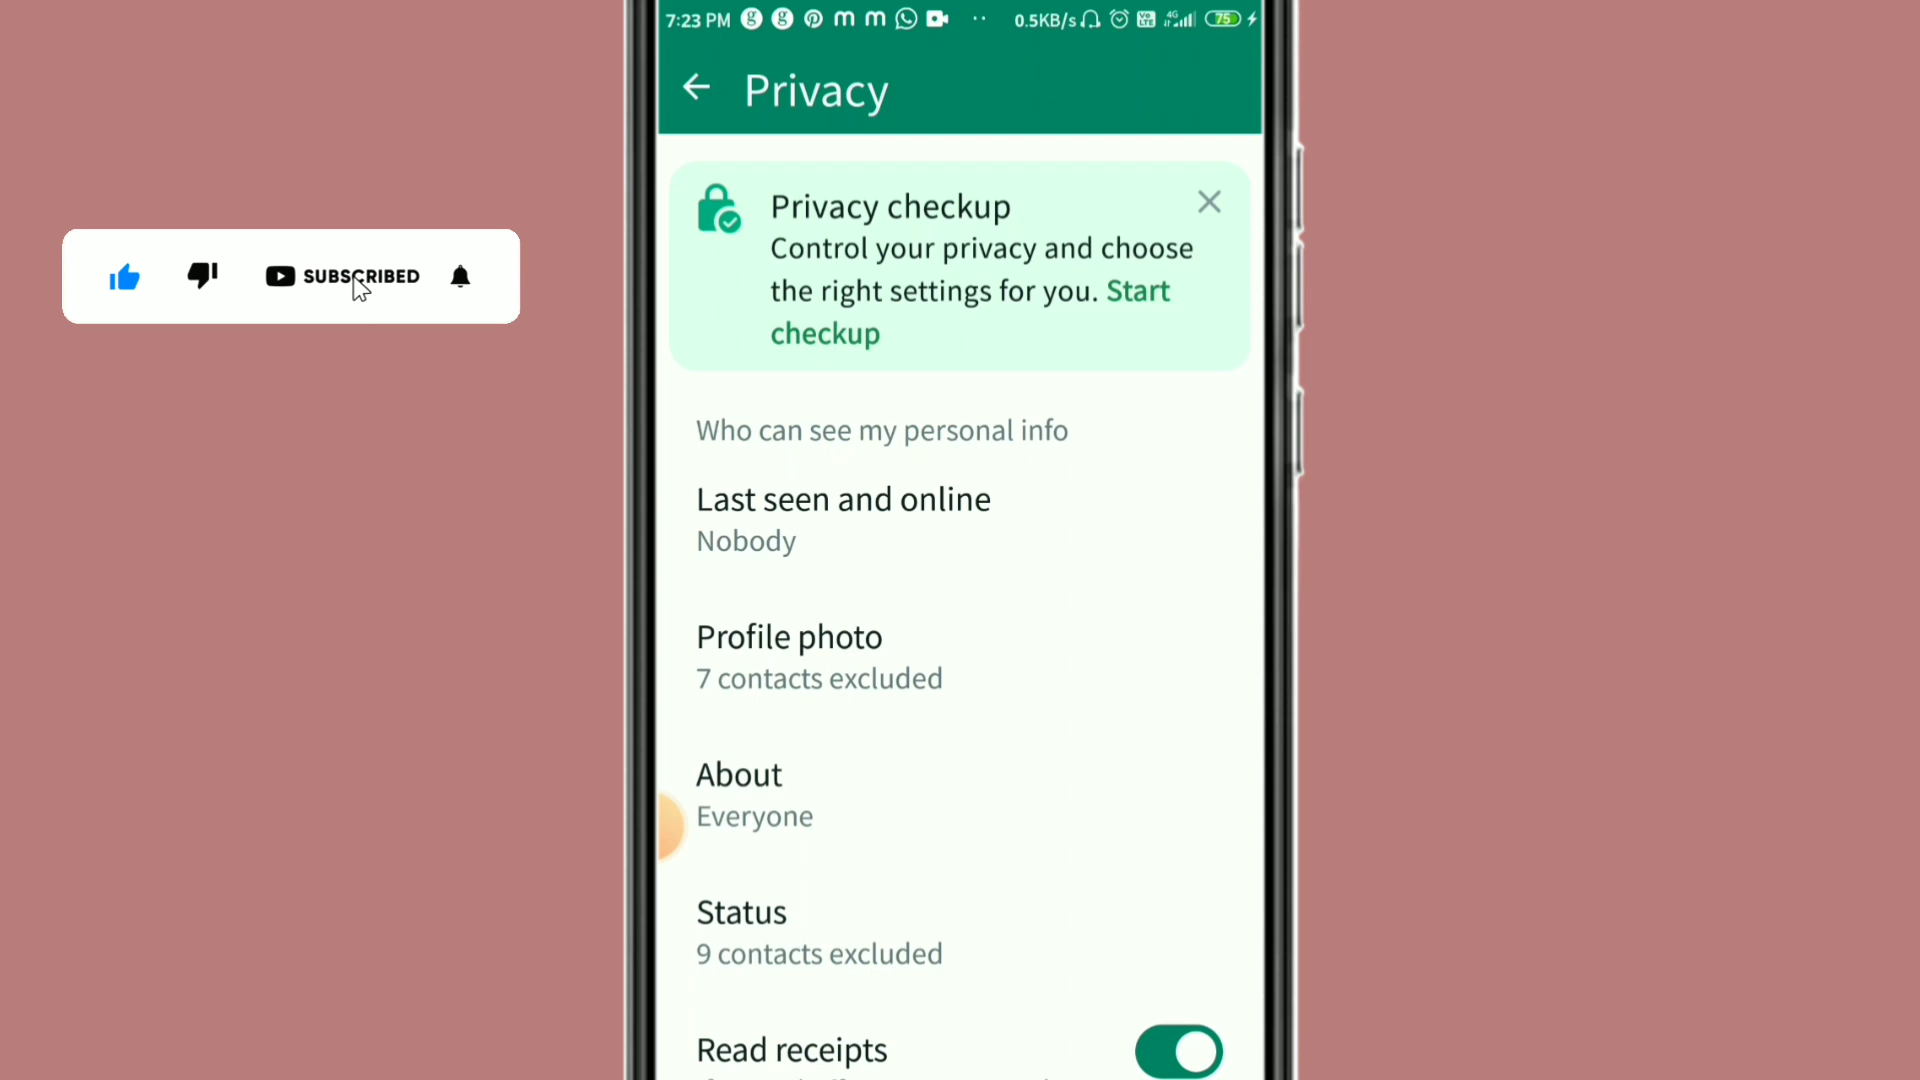 7:23 PM 0.5KB/s 4G 75
Privacy
Privacy checkup
Control your privacy and choose
the right settings for you. Start
checkup
SUBSCRIBED
Who can see my personal info
Last seen and online
Nobody
Profile photo
7 contacts excluded
About
Everyone
Status
9 contacts excluded
Read receipts